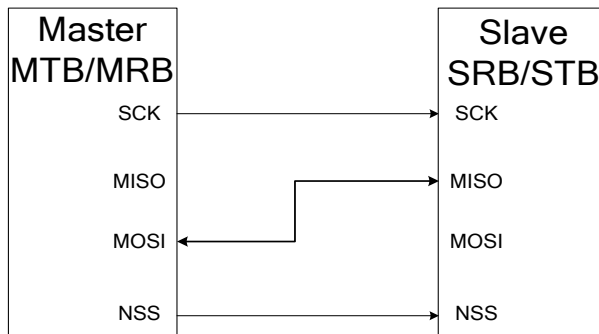 Master
MTB/MRB
SCK
MISO
MOSI
NSS
Slave
SRB/STB
SCK
MISO
MOSI
NSS